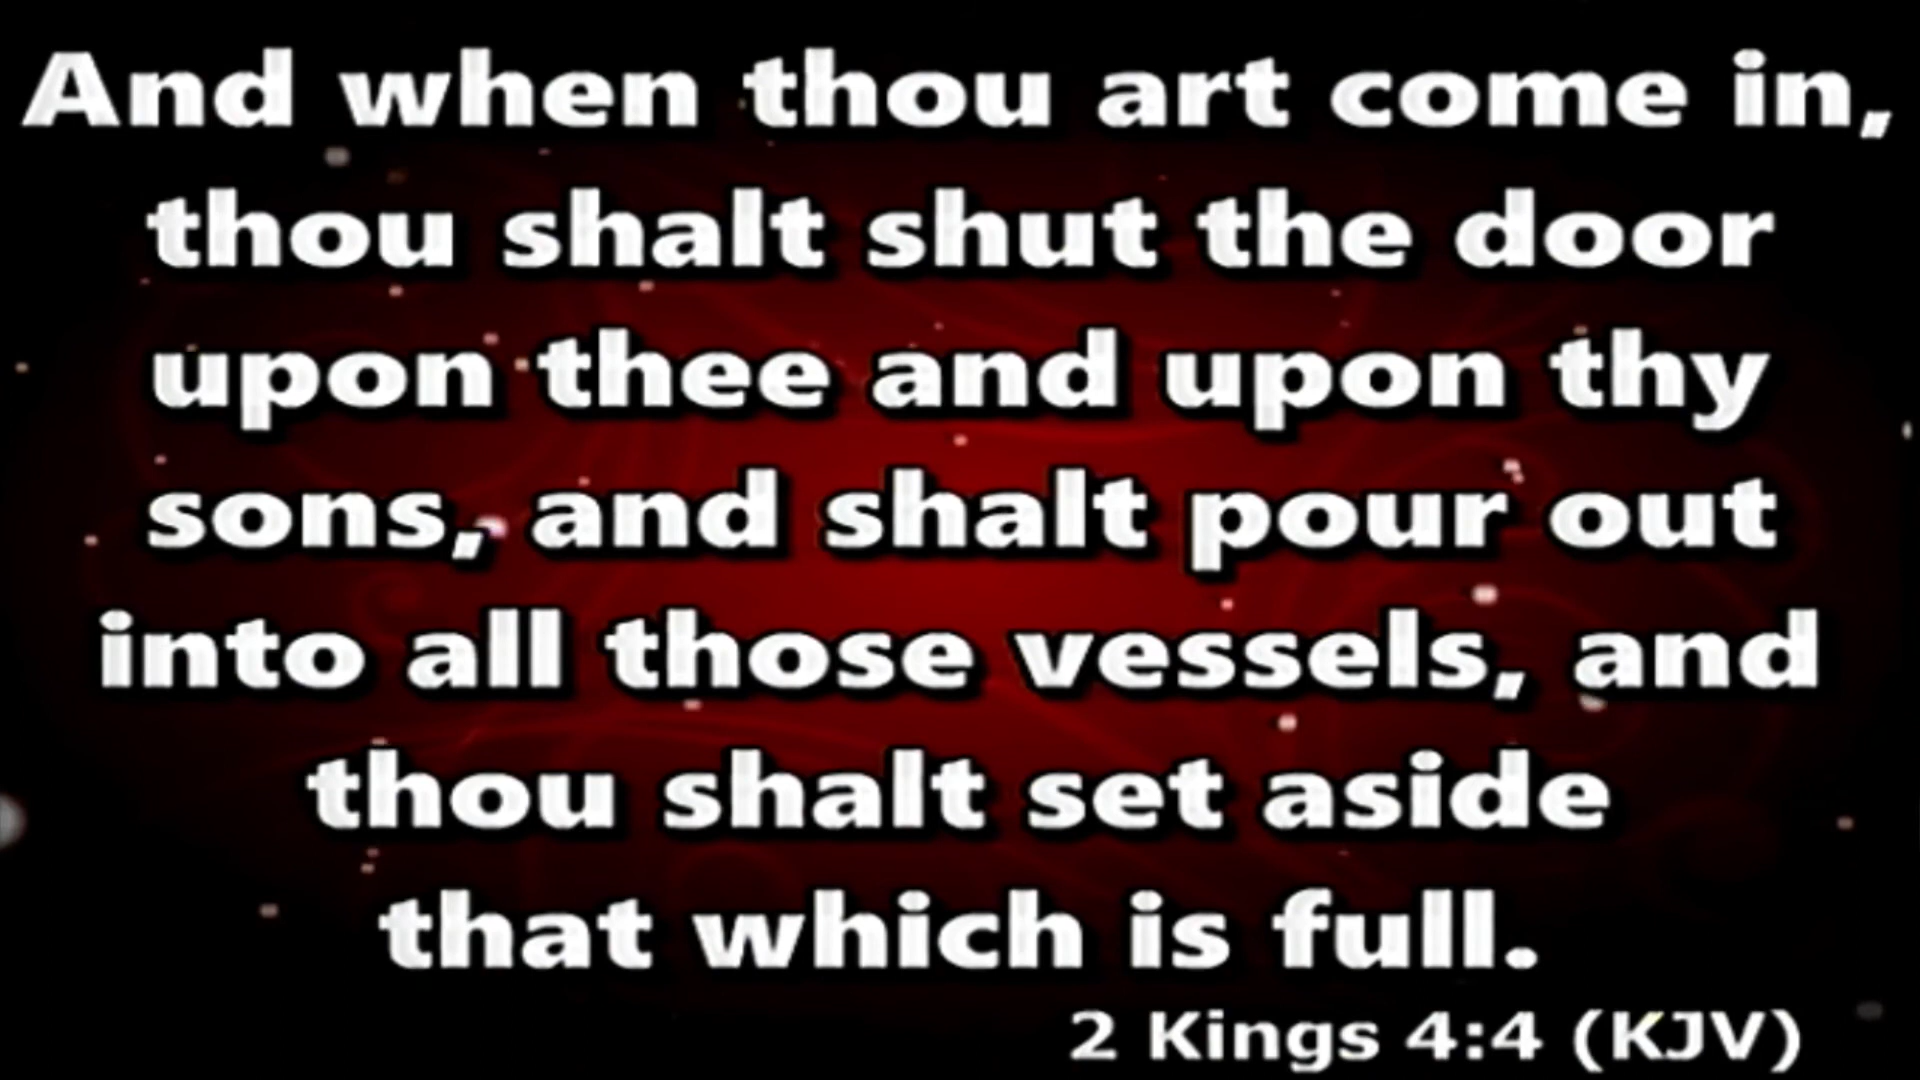 And when thou art come in,
thou shalt shut the door
upon thee and upon thy
sons, and shalt pour out
into all those vessels, and
thou shalt set aside
that which is full.
2 Kings 4:4 (KJV)